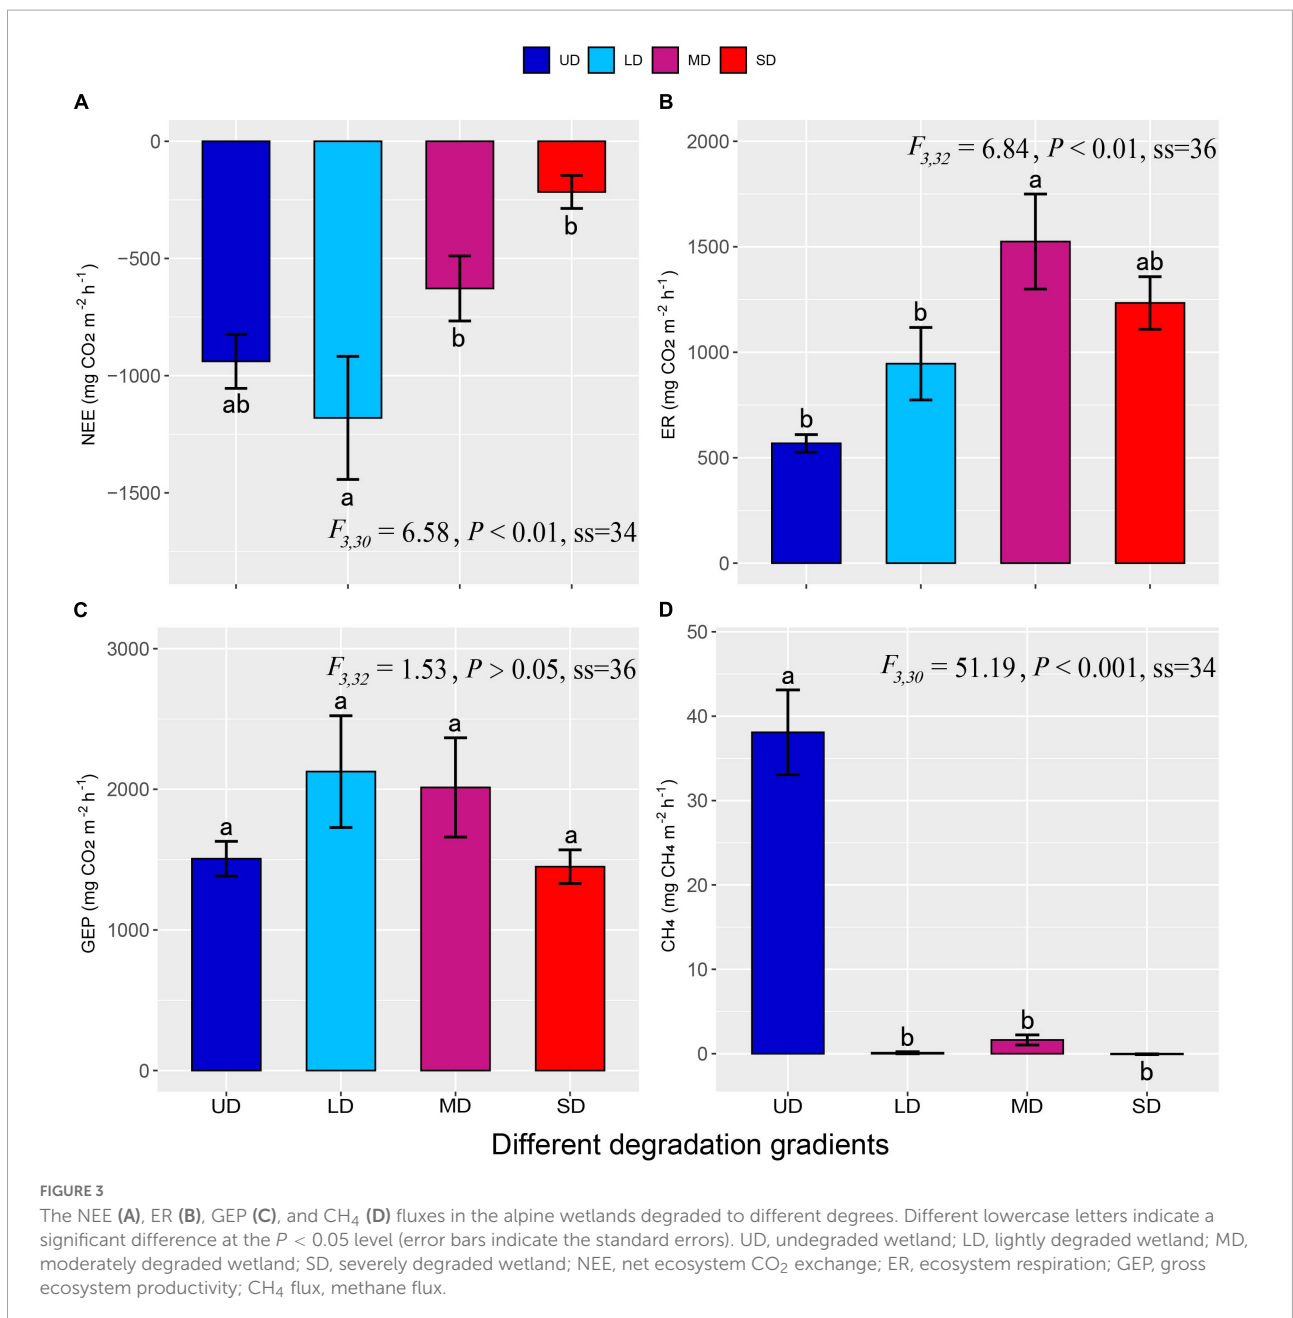 UD LD MD SD
A
0
−500
−1000
−1500
NEE (mg CO₂ m⁻² h⁻¹)
ab
a
b
b
F3,30 = 6.58, P < 0.01, ss=34
B
2000
1500
1000
500
0
ER (mg CO₂ m⁻² h⁻¹)
F3,32 = 6.84, P < 0.01, ss=36
b
b
a
ab
C
3000
2000
1000
0
GEP (mg CO₂ m⁻² h⁻¹)
F3,32 = 1.53, P > 0.05, ss=36
a
a
a
a
UD LD MD SD
D
50
40
30
20
10
0
CH₄ (mg CH₄ m⁻² h⁻¹)
F3,30 = 51.19, P < 0.001, ss=34
a
b
b
b
UD LD MD SD
Different degradation gradients
FIGURE 3
The NEE (A), ER (B), GEP (C), and CH₄ (D) fluxes in the alpine wetlands degraded to different degrees. Different lowercase letters indicate a
significant difference at the P < 0.05 level (error bars indicate the standard errors). UD, undegraded wetland; LD, lightly degraded wetland; MD,
moderately degraded wetland; SD, severely degraded wetland; NEE, net ecosystem CO₂ exchange; ER, ecosystem respiration; GEP, gross
ecosystem productivity; CH₄ flux, methane flux.